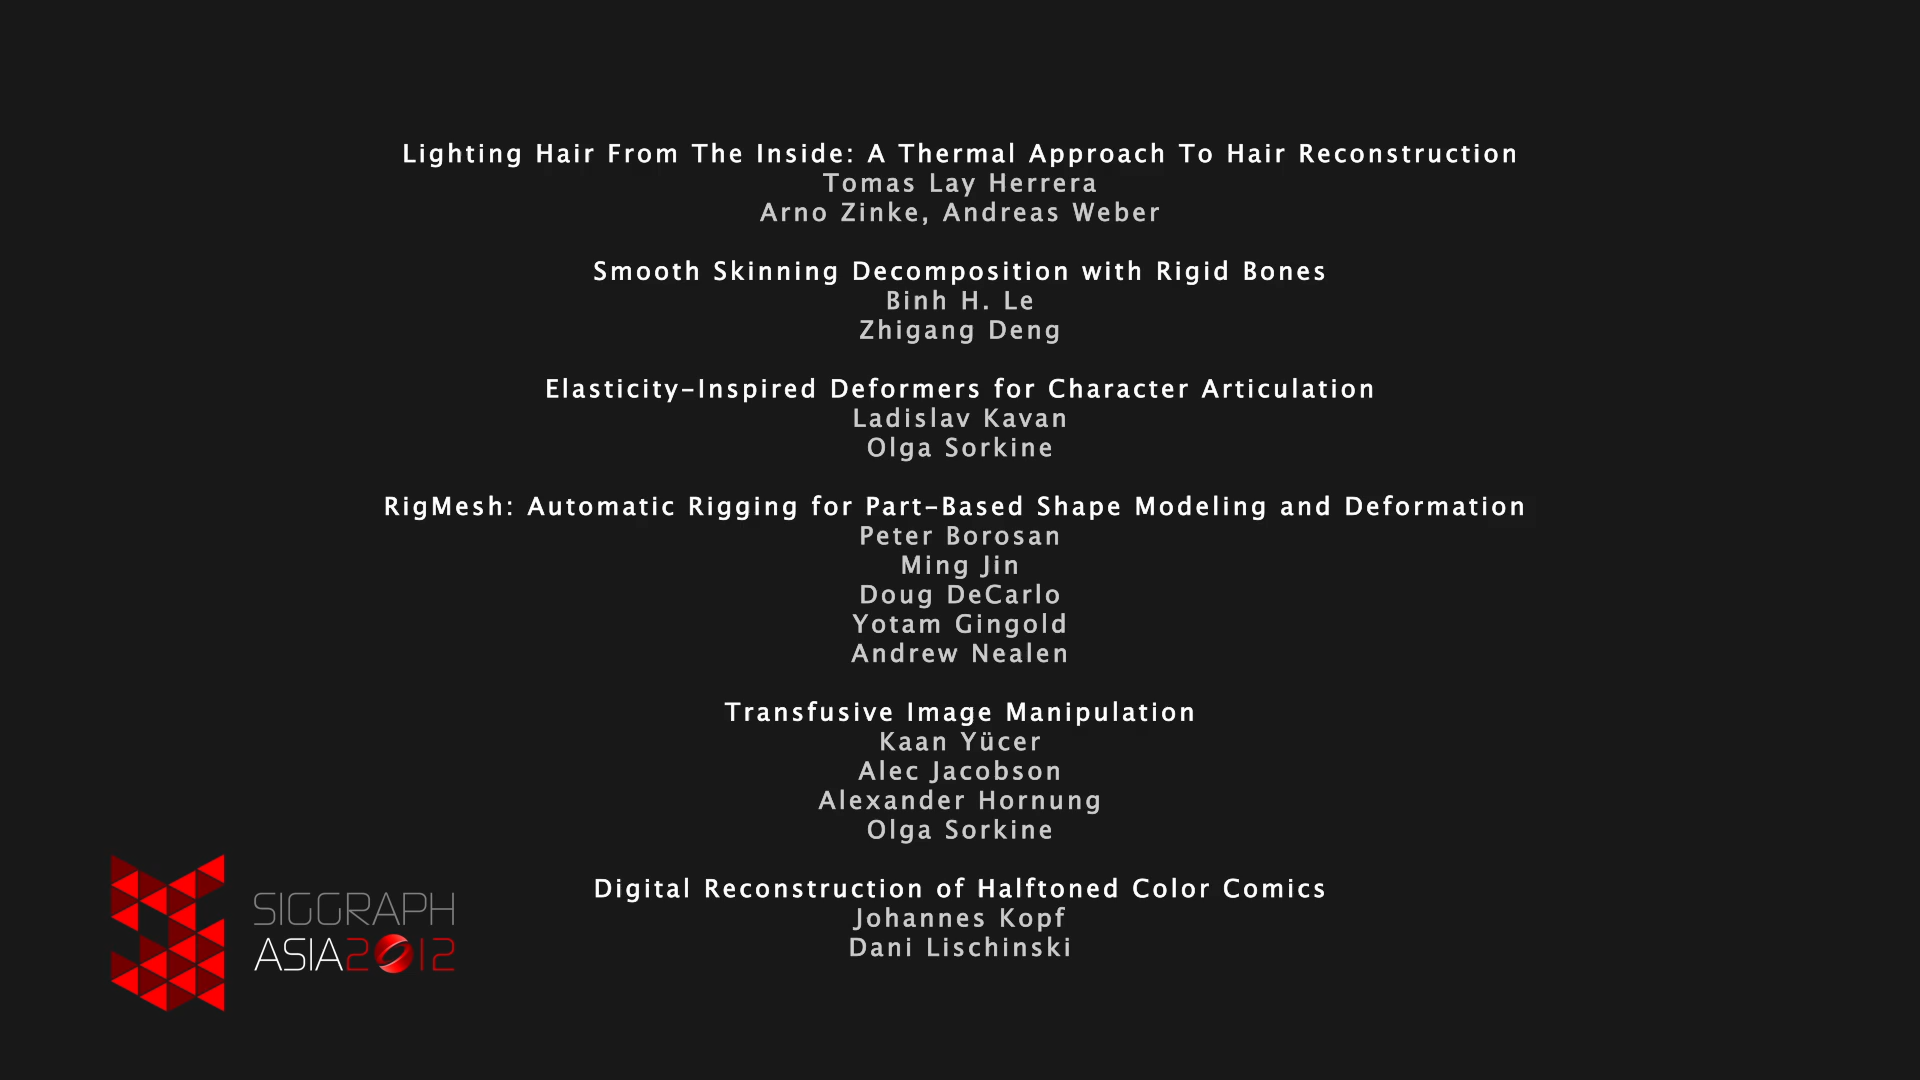 Lighting Hair From The Inside: A Thermal Approach To Hair Reconstruction
Tomas Lay Herrera
Arno Zinke, Andreas Weber
Smooth Skinning Decomposition with Rigid Bones
Binh H. Le
Zhigang Deng
Elasticity-Inspired Deformers for Character Articulation
Ladislav Kavan
Olga Sorkine
RigMesh: Automatic Rigging for Part-Based Shape Modeling and Deformation
Peter Borosan
Ming Jin
Doug DeCarlo
Yotam Gingold
Andrew Nealen
Transfusive Image Manipulation
Kaan Yücer
Alec Jacobson
Alexander Hornung
Olga Sorkine
Digital Reconstruction of Halftoned Color Comics
Johannes Kopf
Dani Lischinski
SIGGRAPH
ASIA2012